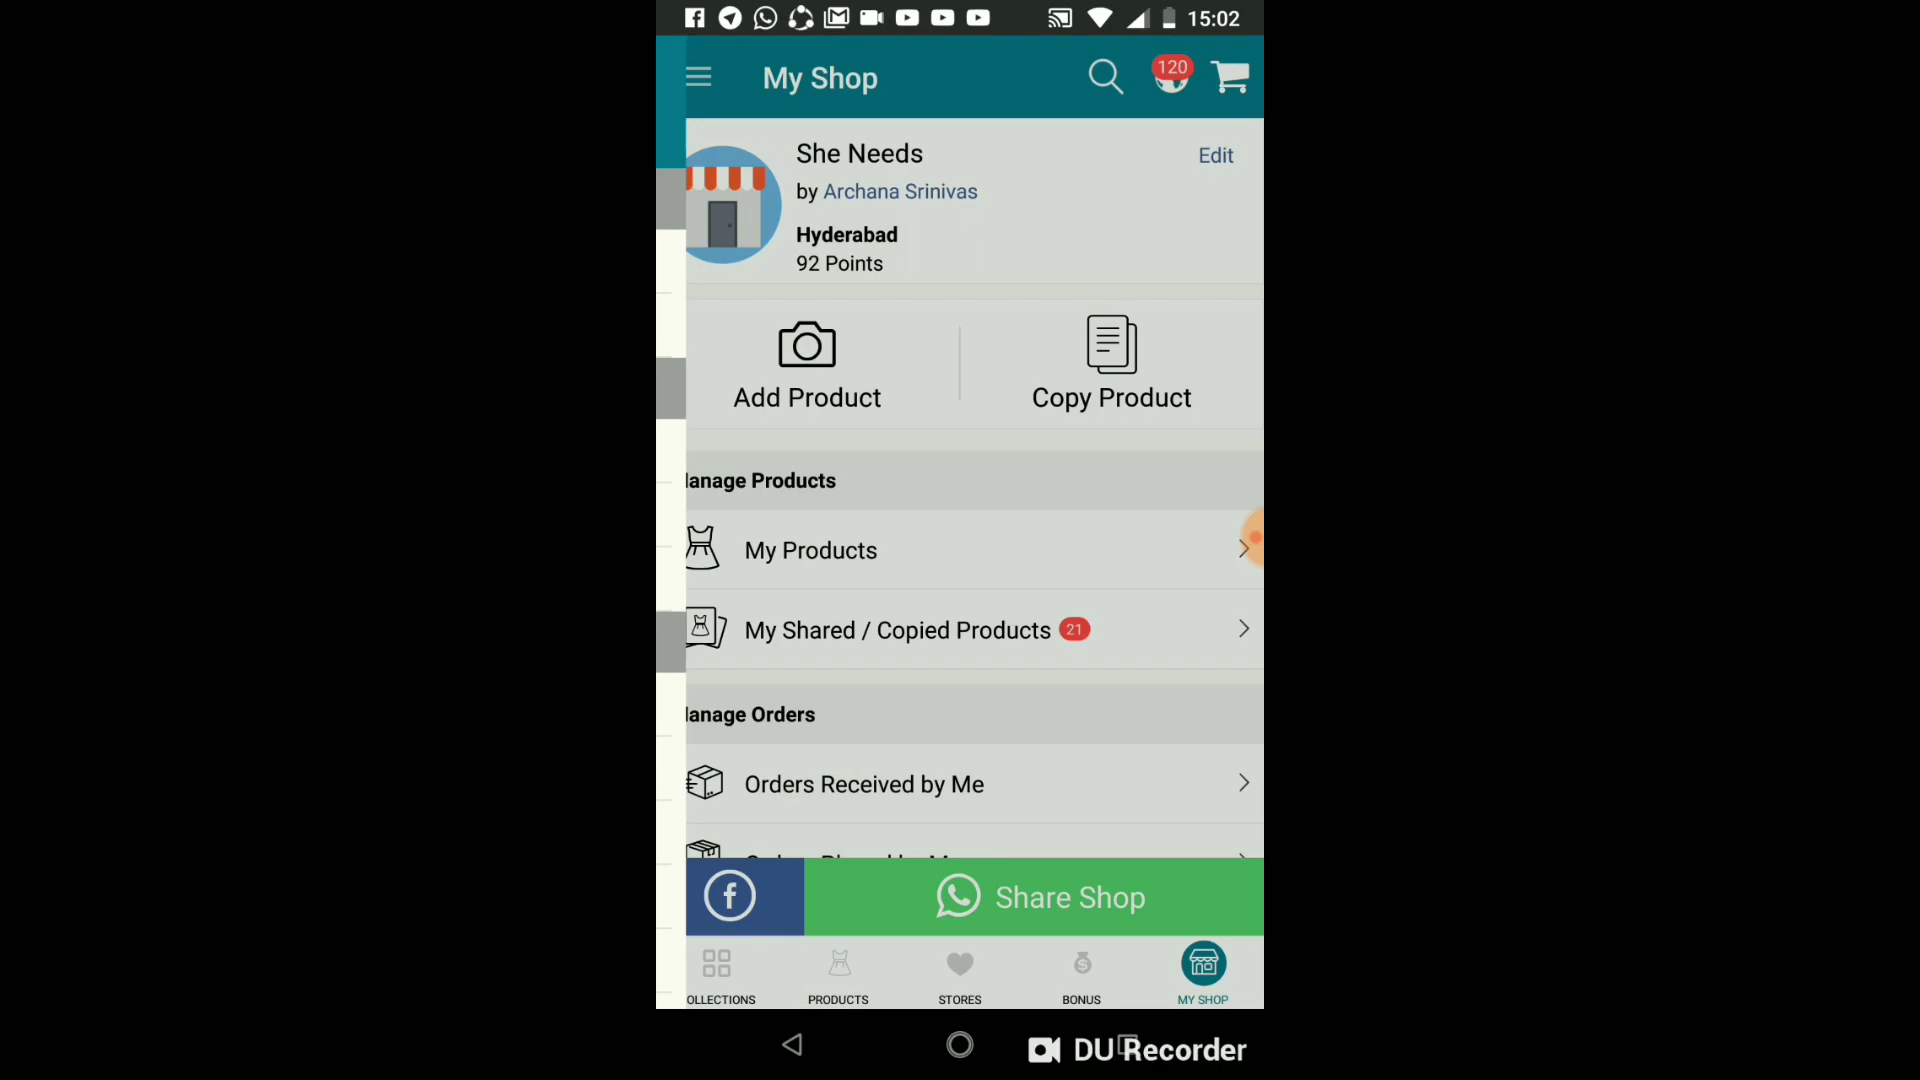 15:02
My Shop
120
She Needs
Edit
by Archana Srinivas
Hyderabad
92 Points
Add Product
Copy Product
anage Products
My Products
My Shared / Copied Products 21
anage Orders
Orders Received by Me
f
Share Shop
OLLECTIONS
PRODUCTS
STORES
BONUS
MY SHOP
DU Recorder